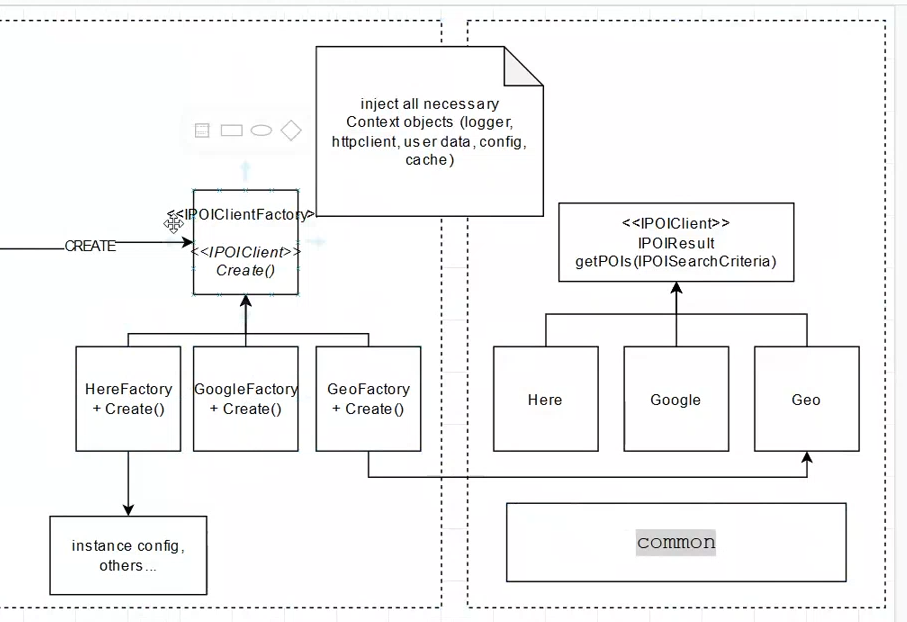 inject all necessary
Context objects (logger,
httpclient, user data, config,
cache)
<<IPOIClientFactory>>
<<IPOIClient>>
Create()
CREATE
<<IPOIClient>>
IPOIResult
getPOIs(IPOISearchCriteria)
HereFactory
+ Create()
GoogleFactory
+ Create()
GeoFactory
+ Create()
Here
Google
Geo
instance config,
others...
common